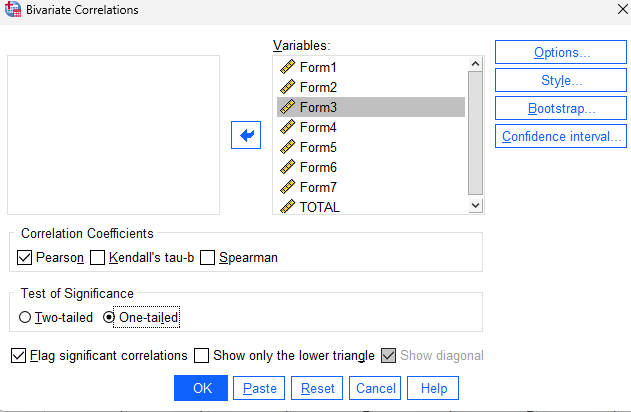 Bivariate Correlations
Variables:
Form1
Form2
Form3
Form4
Form5
Form6
Form7
TOTAL
Options...
Style...
Bootstrap...
Confidence interval...
Correlation Coefficients
Pearson Kendall's tau-b Spearman
Test of Significance
Two-tailed One-tailed
Flag significant correlations Show only the lower triangle Show diagonal
OK Paste Reset Cancel Help